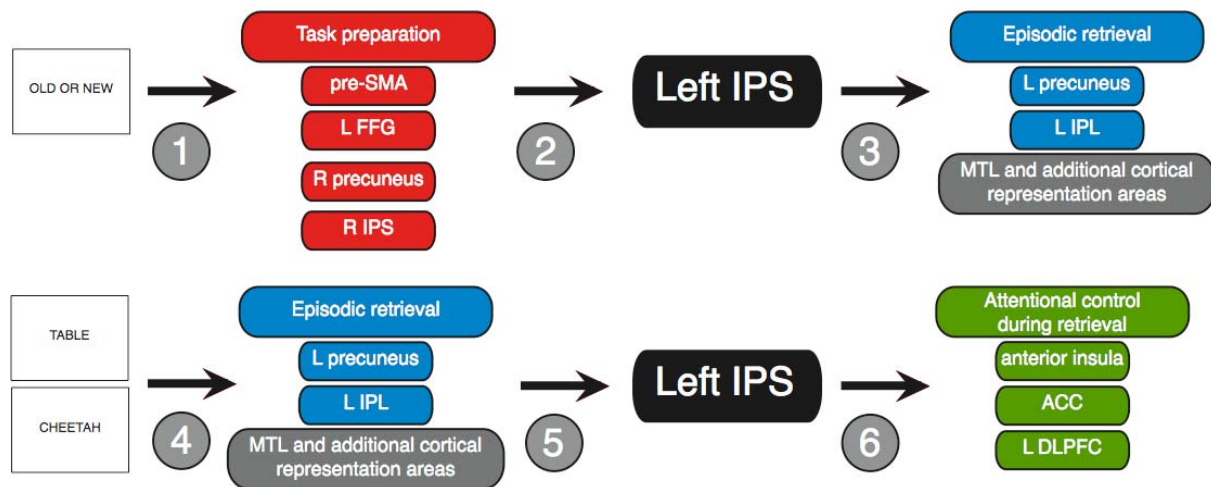 OLD OR NEW
1
Task preparation
pre-SMA
L FFG
R precuneus
R IPS
2
Left IPS
3
Episodic retrieval
L precuneus
L IPL
MTL and additional cortical
representation areas
TABLE
CHEETAH
4
Episodic retrieval
L precuneus
L IPL
MTL and additional cortical
representation areas
5
Left IPS
6
Attentional control
during retrieval
anterior insula
ACC
L DLPFC